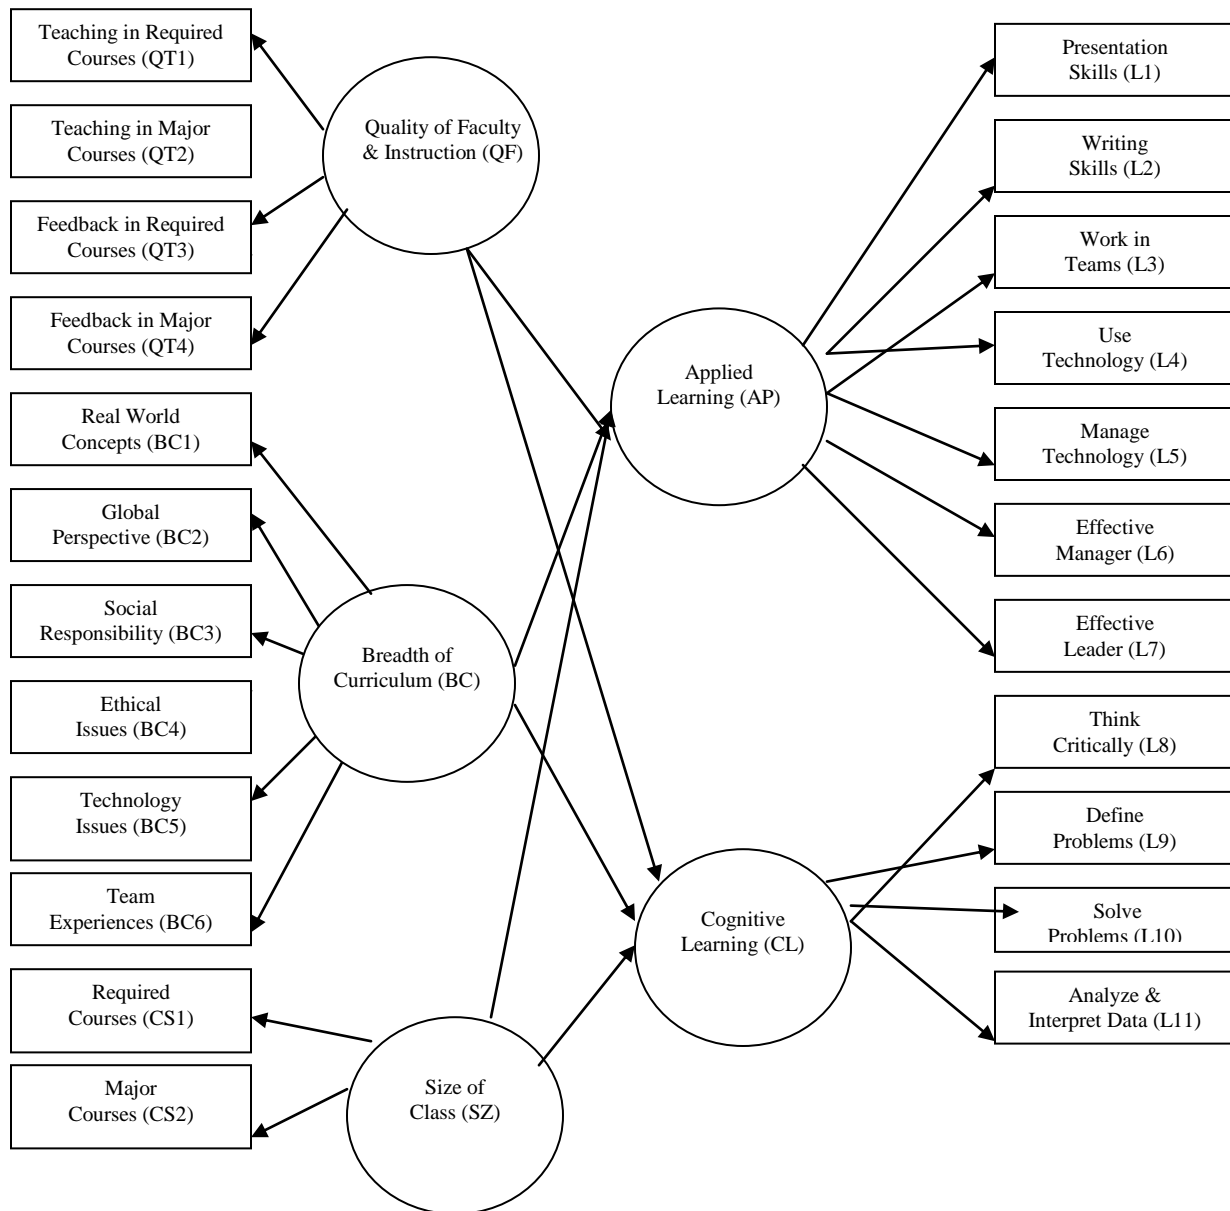 Teaching in Required
Courses (QT1)
Teaching in Major
Courses (QT2)
Feedback in Required
Courses (QT3)
Feedback in Major
Courses (QT4)
Real World
Concepts (BC1)
Global
Perspective (BC2)
Social
Responsibility (BC3)
Ethical
Issues (BC4)
Technology
Issues (BC5)
Team
Experiences (BC6)
Required
Courses (CS1)
Major
Courses (CS2)
Quality of Faculty
& Instruction (QF)
Breadth of
Curriculum (BC)
Size of
Class (SZ)
Applied
Learning (AP)
Cognitive
Learning (CL)
Presentation
Skills (L1)
Writing
Skills (L2)
Work in
Teams (L3)
Use
Technology (L4)
Manage
Technology (L5)
Effective
Manager (L6)
Effective
Leader (L7)
Think
Critically (L8)
Define
Problems (L9)
Solve
Problems (L10)
Analyze &
Interpret Data (L11)